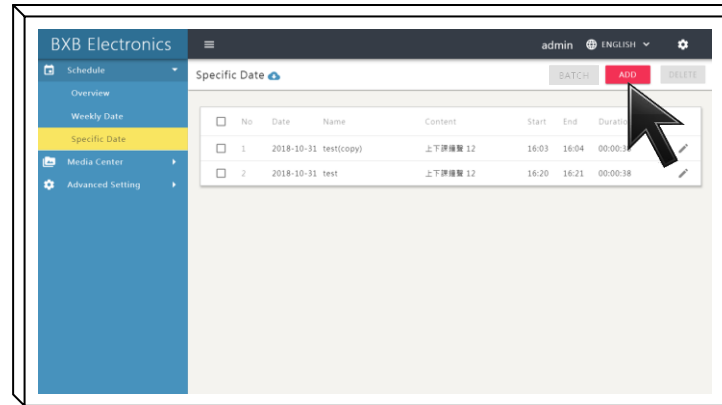 BXB Electronics
admin ENGLISH
Schedule
Overview
Weekly Date
Specific Date
Media Center
Advanced Setting
Specific Date
BATCH ADD DELETE
No Date Name Content Start End
1 2018-10-31 test(copy) 上下課鐘聲 12 16:03 16:04
2 2018-10-31 test 上下課鐘聲 12 16:20 16:21 00:00:38